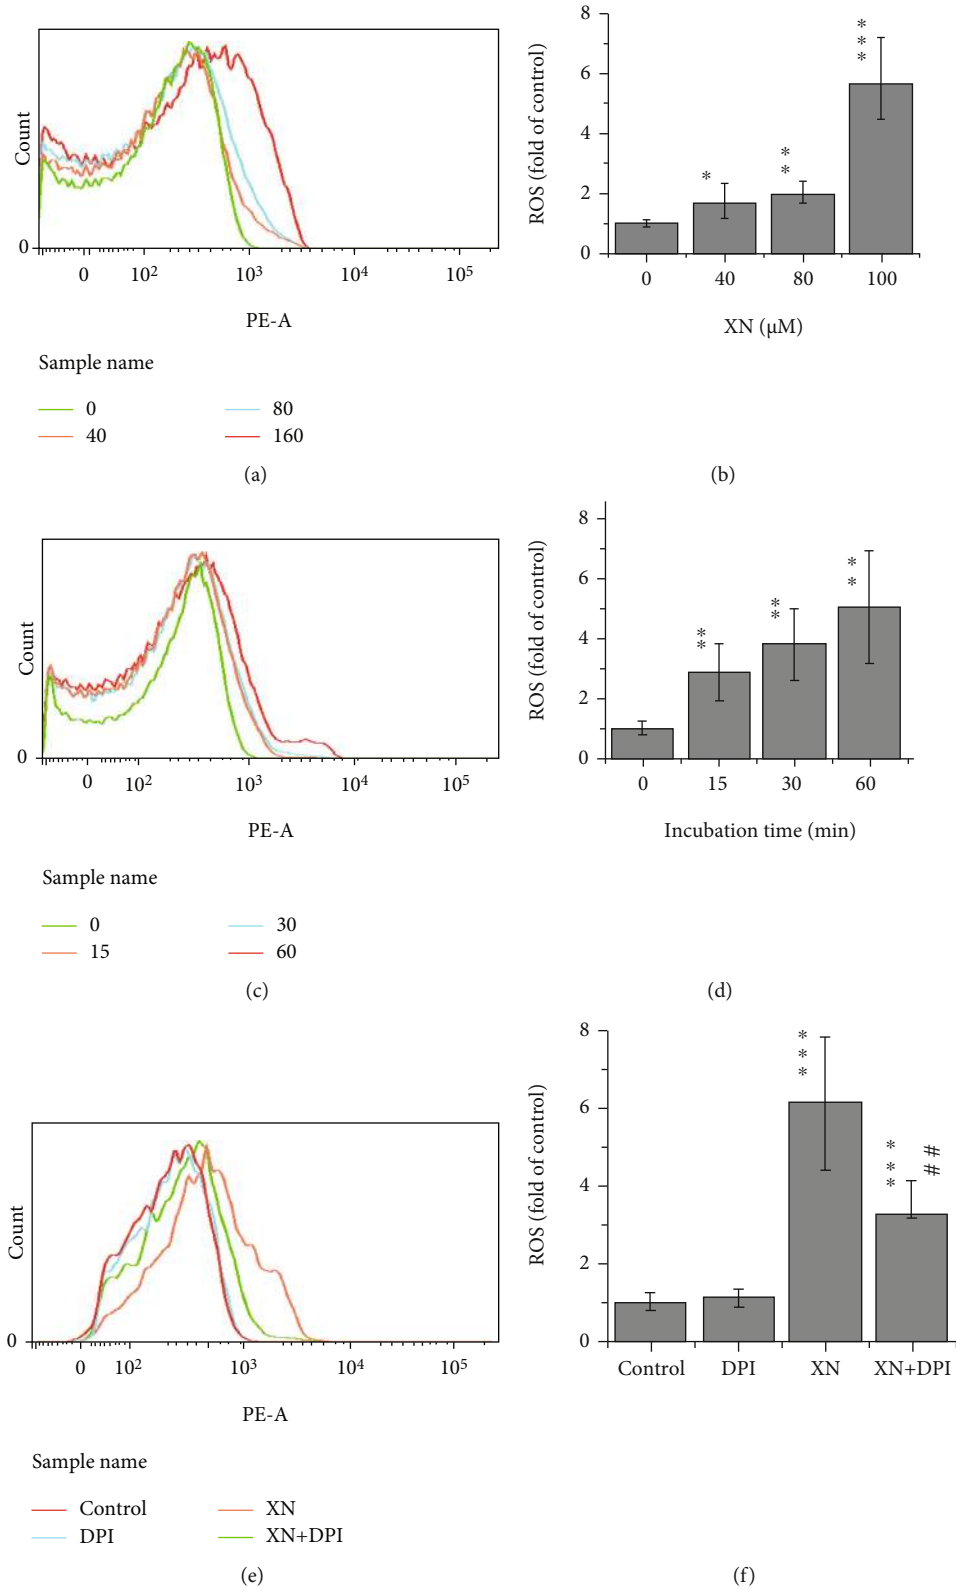 Count
0
0 10² 10³ 10⁴ 10⁵
PE-A
Sample name
0 80
40 160
(a)
ROS (fold of control)
8
6
4
2
0
***
**
*
0 40 80 100
XN (μM)
(b)
Count
0
0 10² 10³ 10⁴ 10⁵
PE-A
Sample name
0 30
15 60
(c)
ROS (fold of control)
8
6
4
2
0
**
**
**
0 15 30 60
Incubation time (min)
(d)
Count
0
0 10² 10³ 10⁴ 10⁵
PE-A
Sample name
Control XN
DPI XN+DPI
(e)
ROS (fold of control)
8
6
4
2
0
***
***
##
Control DPI XN XN+DPI
(f)